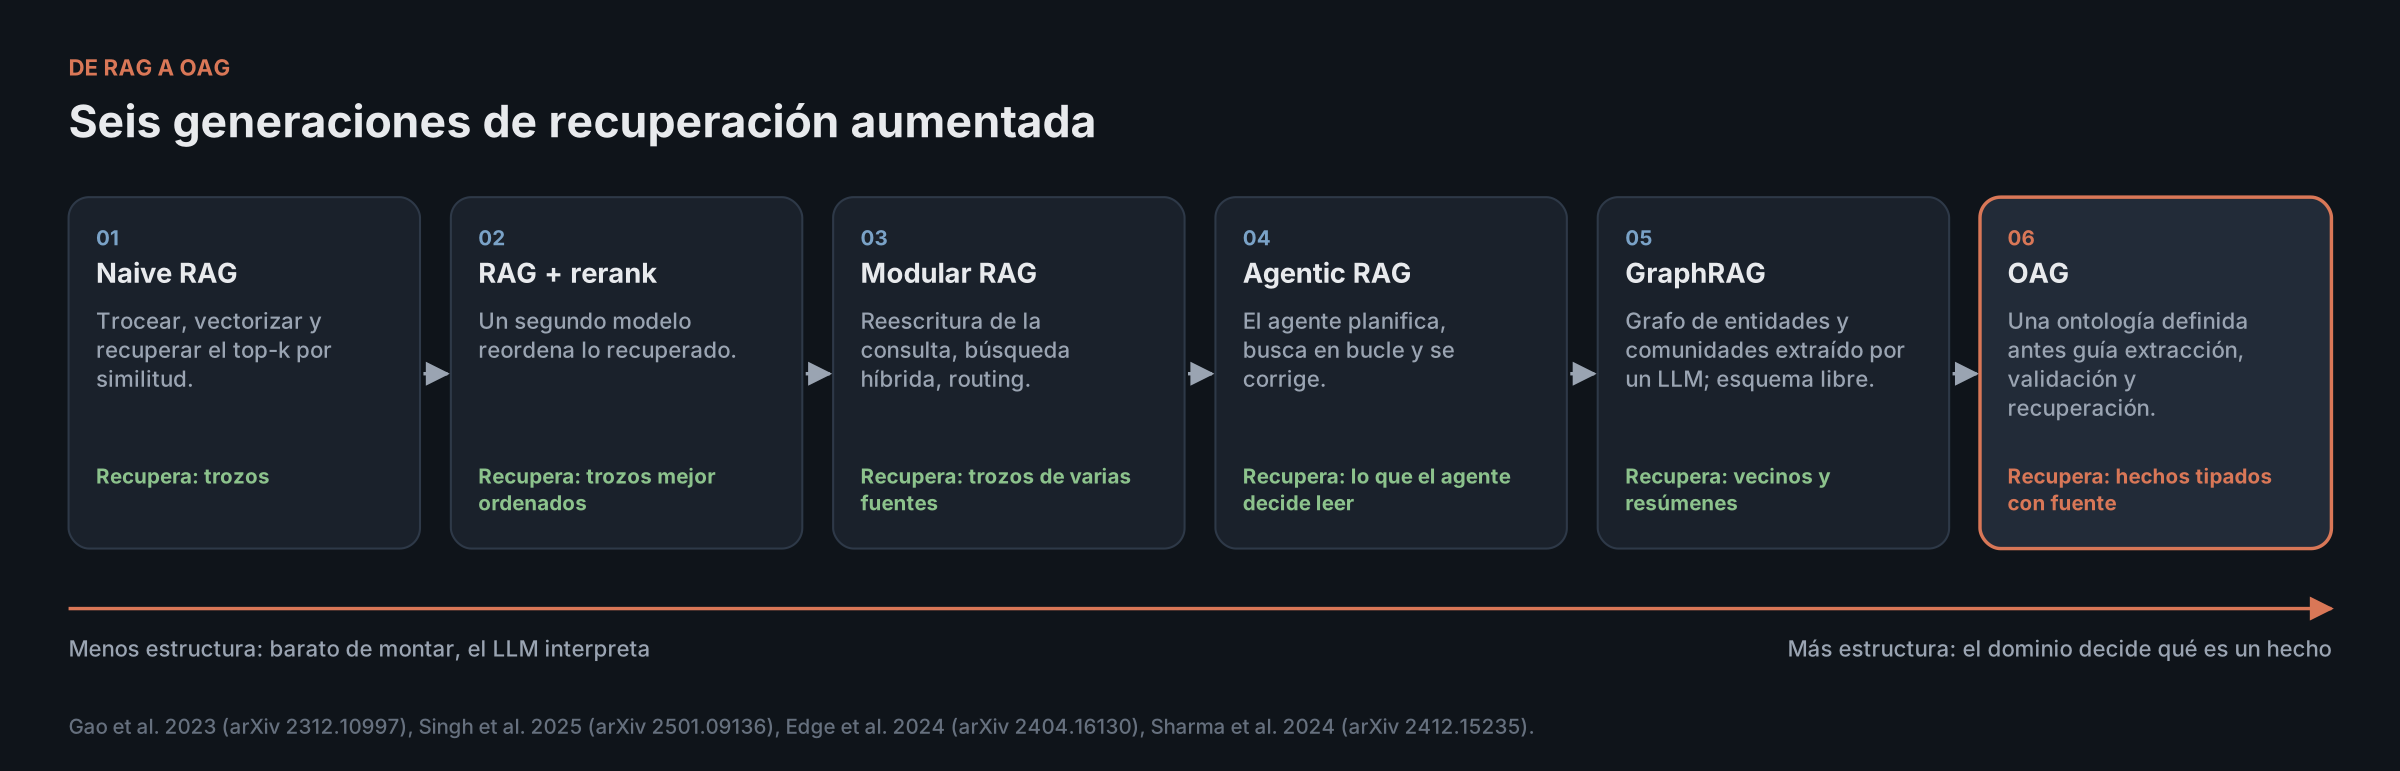 DE RAG A OAG
Seis generaciones de recuperación aumentada
01
Naive RAG
Trocear, vectorizar y
recuperar el top-k por
similitud.
Recupera: trozos
02
RAG + rerank
Un segundo modelo
reordena lo recuperado.
Recupera: trozos mejor
ordenados
03
Modular RAG
Reescritura de la
consulta, búsqueda
híbrida, routing.
Recupera: trozos de varias
fuentes
04
Agentic RAG
El agente planifica,
busca en bucle y se
corrige.
Recupera: lo que el agente
decide leer
05
GraphRAG
Grafo de entidades y
comunidades extraído por
un LLM; esquema libre.
Recupera: vecinos y
resúmenes
06
OAG
Una ontología definida
antes guía extracción,
validación y
recuperación.
Recupera: hechos tipados
con fuente
Menos estructura: barato de montar, el LLM interpreta
Más estructura: el dominio decide qué es un hecho
Gao et al. 2023 (arXiv 2312.10997), Singh et al. 2025 (arXiv 2501.09136), Edge et al. 2024 (arXiv 2404.16130), Sharma et al. 2024 (arXiv 2412.15235).